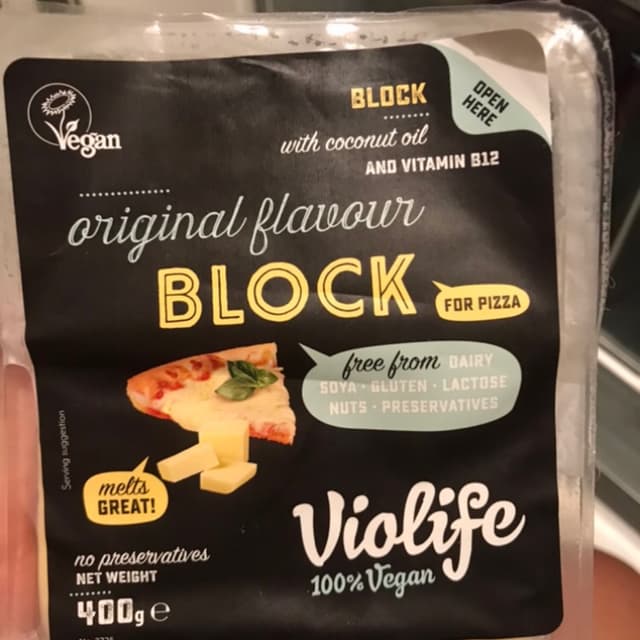 Vegan
BLOCK
with coconut oil
AND VITAMIN B12
OPEN
HERE
original flavour
BLOCK
FOR PIZZA
free from DAIRY
SOYA · GLUTEN · LACTOSE
NUTS · PRESERVATIVES
Serving suggestion
melts
GREAT!
Violife
100% Vegan
no preservatives
NET WEIGHT
400g e